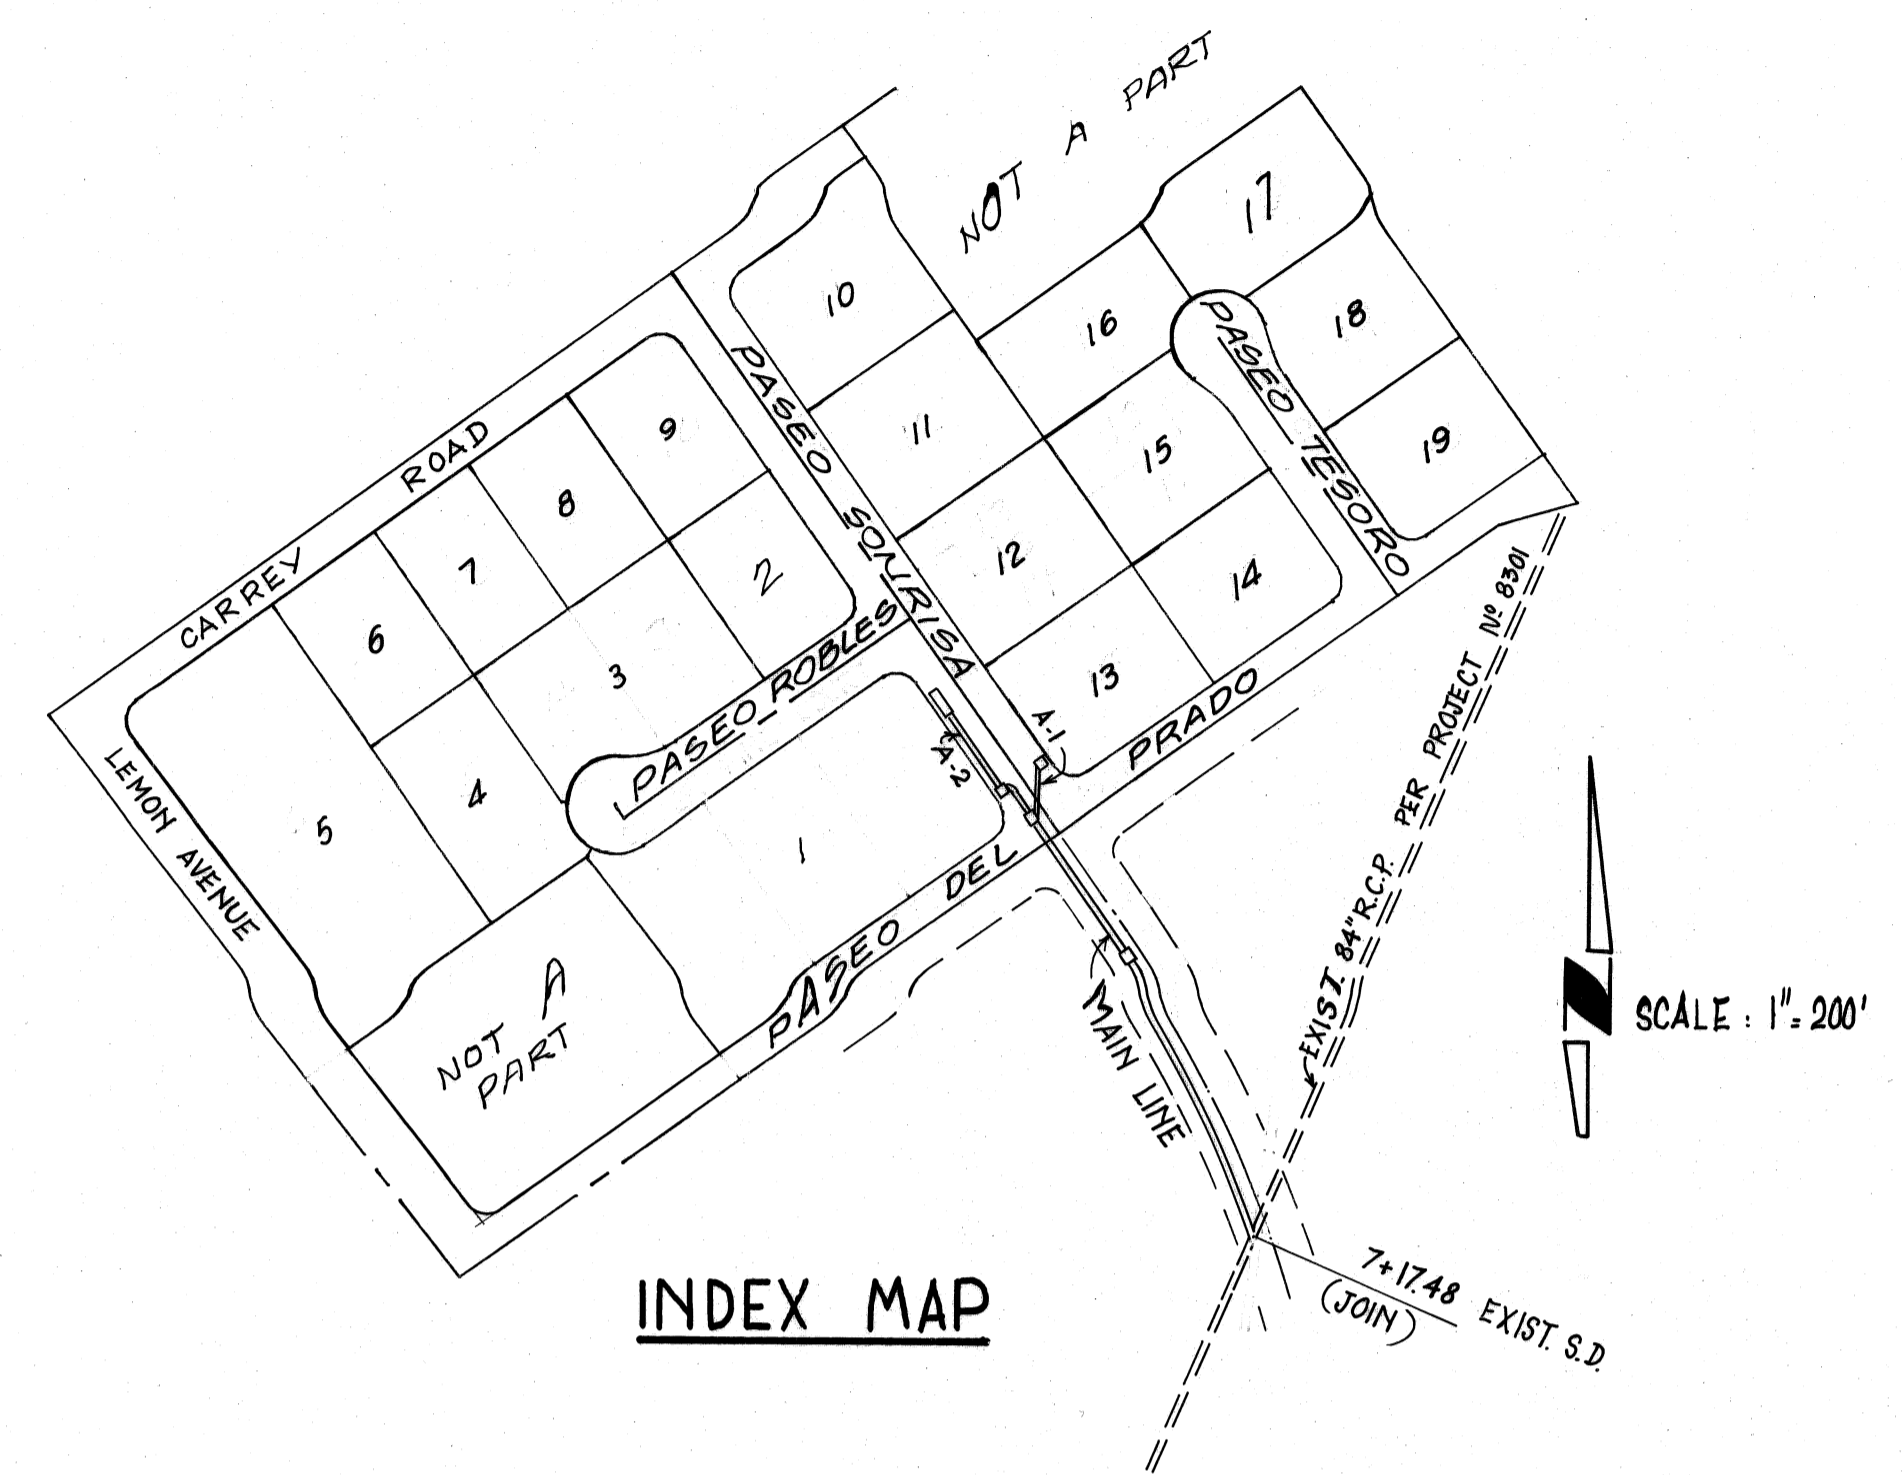 NOT A PART
17
10
16
18
PASEO TESORO
PASEO SONRISA
9
11
15
19
CARREY ROAD
8
7
2
12
14
6
3
13
PASEO ROBLES
PRADO
A-1
A-2
LEMON AVENUE
5
4
1
PASEO DEL
NOT A
PART
MAIN LINE
EXIST. 84" R.C.P. PER PROJECT Nº 8301
N
SCALE : 1" = 200'
7+17.48 EXIST. S.D.
(JOIN)
INDEX MAP